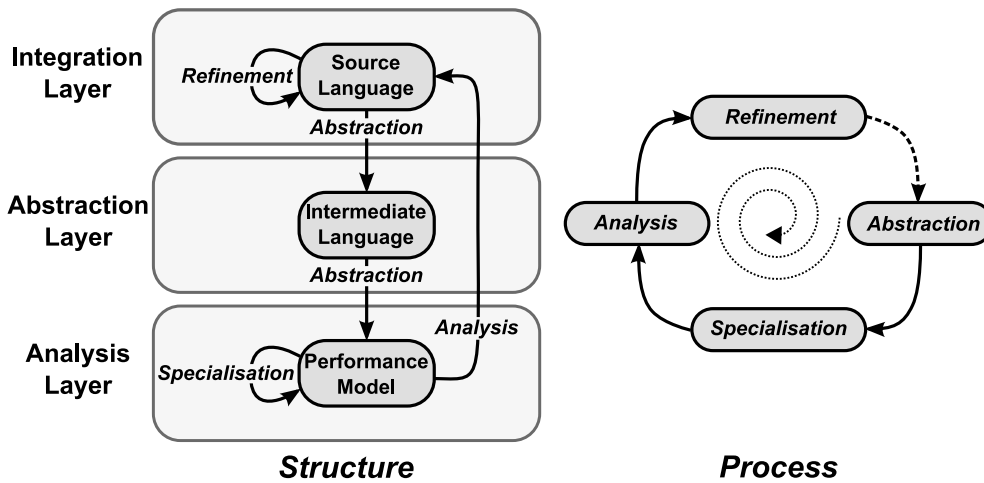 Integration
Layer
Refinement
Source
Language
Abstraction
Abstraction
Layer
Intermediate
Language
Abstraction
Analysis
Layer
Specialisation
Performance
Model
Analysis
Structure
Refinement
Analysis
Abstraction
Specialisation
Process